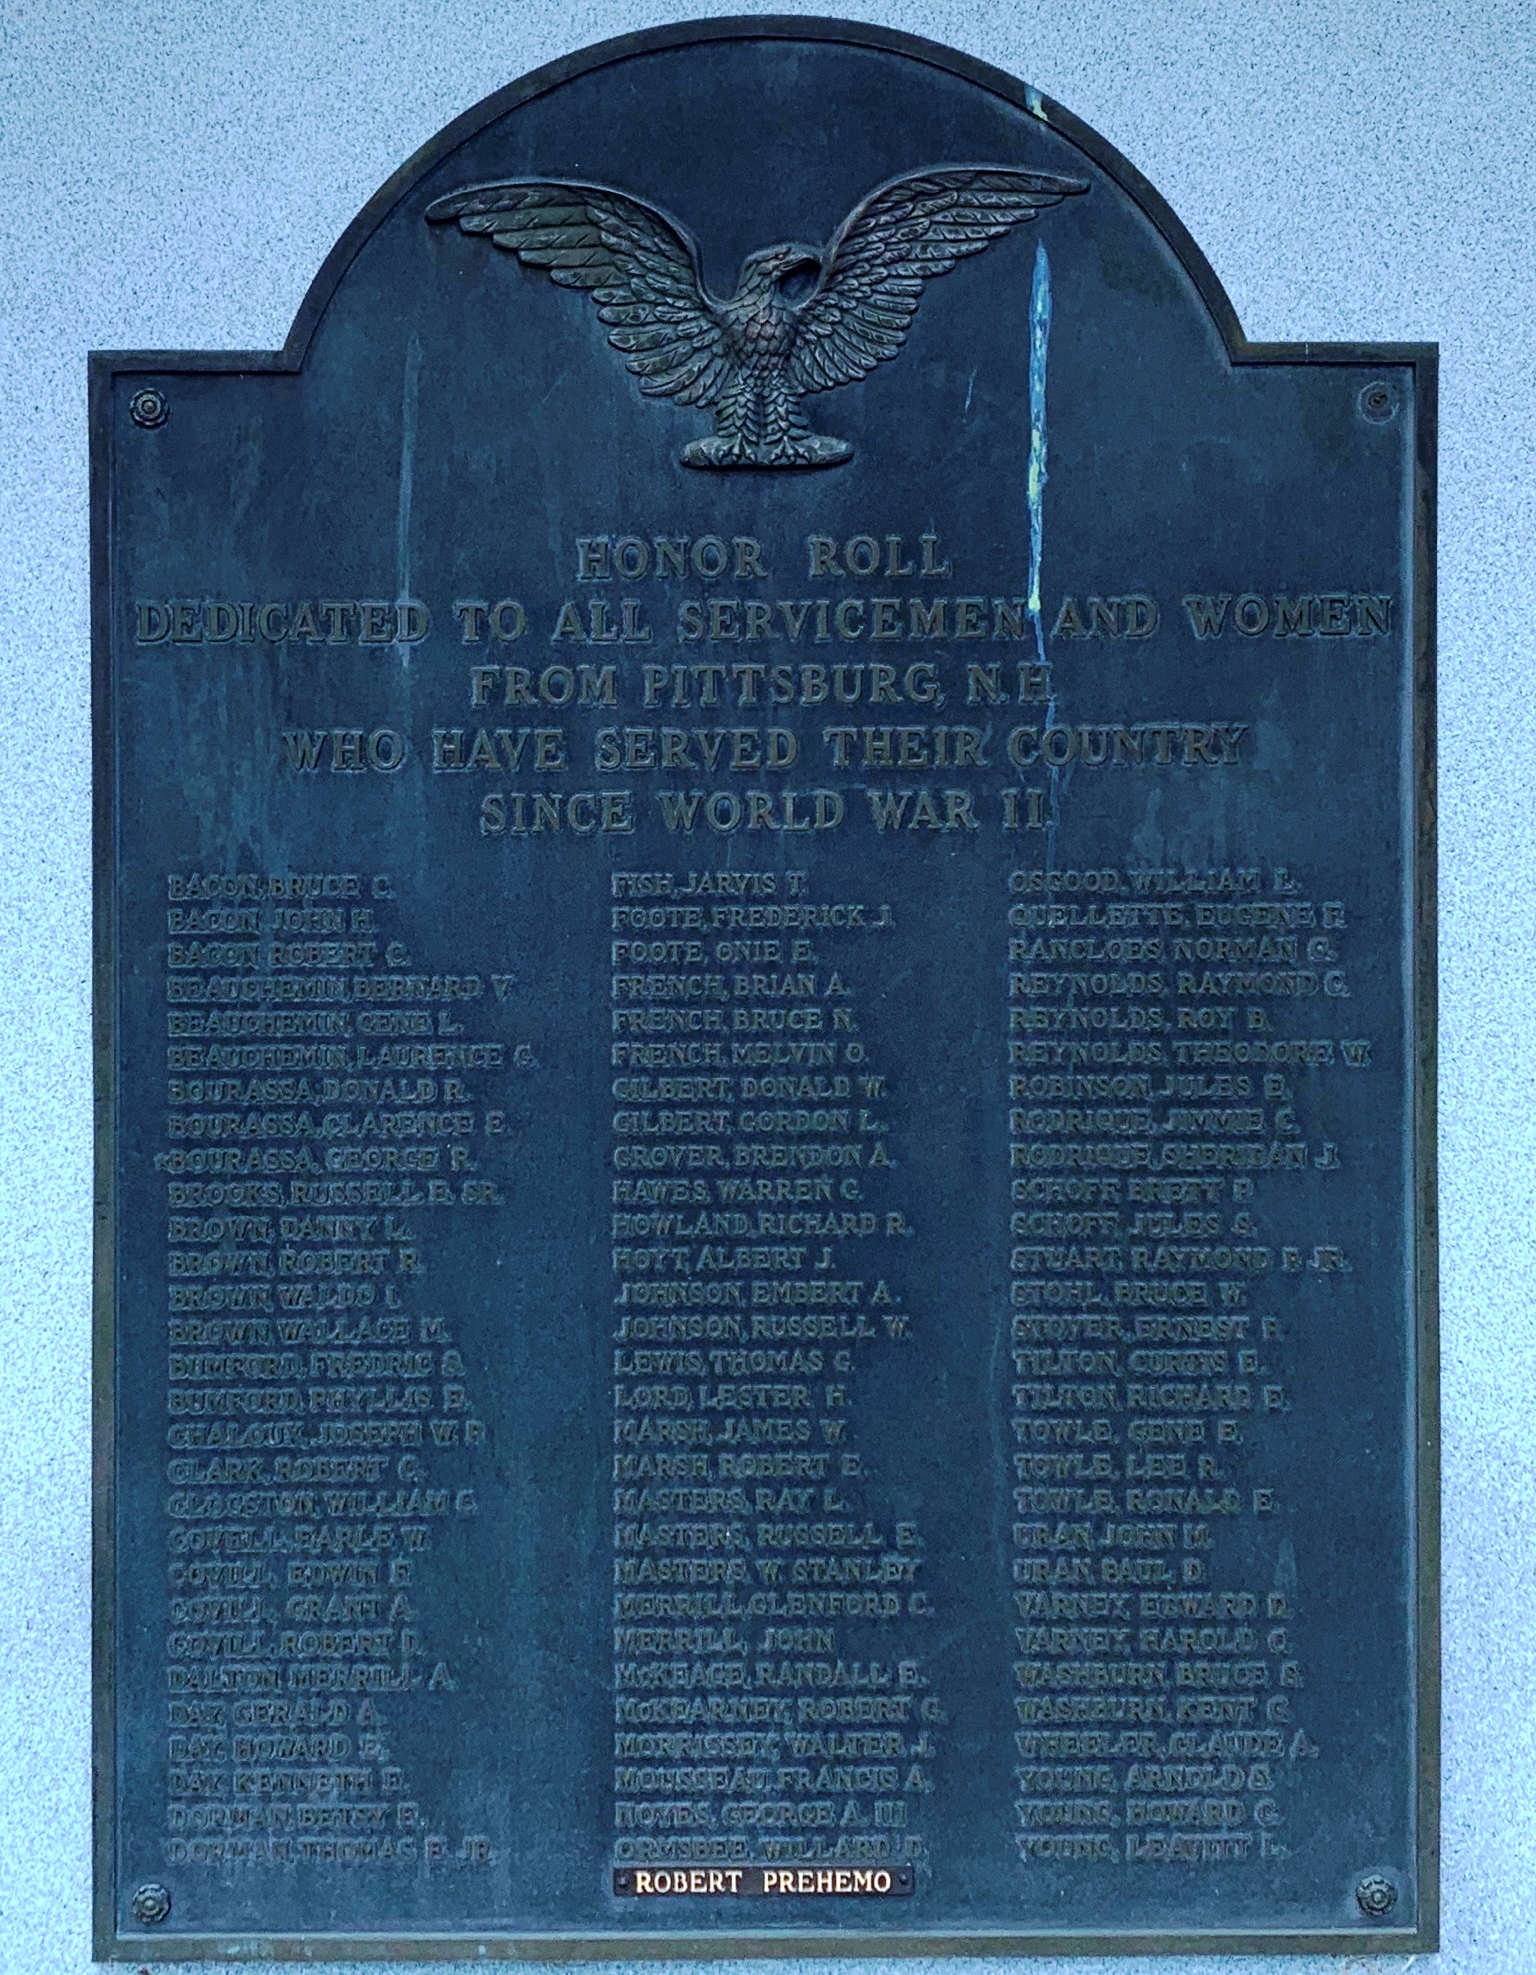 HONOR ROLL
DEDICATED TO ALL SERVICEMEN AND WOMEN
FROM PITTSBURG, N.H.
WHO HAVE SERVED THEIR COUNTRY
SINCE WORLD WAR II
BACON, BRUCE C.
BACON JOHN H.
BACON ROBERT C.
BEAUCHEMIN, BERNARD V.
BEAUCHEMIN, GENE L.
BEAUCHEMIN, LAURENCE G.
BOURASSA, DONALD R.
BOURASSA, CLARENCE E.
*BOURASSA, GEORGE R.
BROOKS, RUSSELL E. SR.
BROWN, DANNY L.
BROWN, ROBERT R.
BROWN, WALDO I.
BROWN, WALLACE M.
BUMFORD, FREDRIC S.
BUMFORD, PHYLLIS E.
CHALOUX, JOSEPH W. P.
CLARK, ROBERT C.
CLOGSTON, WILLIAM G.
COVELL, EARLE W.
COVILL, EDWIN F.
COVILL, GRANT A.
COVILL, ROBERT D.
DALTON, MERRILL A.
DAY, GERALD A.
DAY, HOWARD E.
DAY, KENNETH E.
DORMAN, BETSY E.
DORMAN, THOMAS E. JR.
FISH, JARVIS T.
FOOTE, FREDERICK J.
FOOTE, ONIE E.
FRENCH, BRIAN A.
FRENCH, BRUCE N.
FRENCH, MELVIN O.
GILBERT, DONALD W.
GILBERT, GORDON L.
GROVER, BRENDON A.
HAWES, WARREN G.
HOWLAND, RICHARD R.
HOYT, ALBERT J.
JOHNSON, EMBERT A.
JOHNSON, RUSSELL W.
LEWIS, THOMAS G.
LORD, LESTER H.
MARSH, JAMES W.
MARSH, ROBERT E.
MASTERS, RAY L.
MASTERS, RUSSELL E.
MASTERS, W. STANLEY
MERRILL, GLENFORD C.
MERRILL, JOHN
McKEAGE, RANDALL E.
McKEARNEY, ROBERT G.
MORRISSEY, WALTER J.
MOUSSEAU, FRANCIS A.
NOYES, GEORGE A. III
ORMSBEE, WILLARD D.
ROBERT PREHEMO
OSGOOD, WILLIAM E.
OUELLETTE, EUGENE F.
RANCLOES, NORMAN G.
REYNOLDS, RAYMOND G.
REYNOLDS, ROY B.
REYNOLDS, THEODORE W.
ROBINSON, JULES E.
RODRIGUE, JIMMIE C.
RODRIGUE, SHERIDAN J.
SCHOFF BRETT P.
SCHOFF, JULES S.
STUART, RAYMOND F. JR.
STOHL, BRUCE W.
STOVER, ERNEST R.
TILTON, CURTIS E.
TILTON, RICHARD E.
TOWLE, GENE E.
TOWLE, LEE R.
TOWLE, RONALD E.
URAN, JOHN M.
URAN, PAUL D.
VARNEY, EDWARD R.
VARNEY, HAROLD O.
WASHBURN, BRUCE S.
WASHBURN, KENT C.
WHEELER, CLAUDE A.
YOUNG, ARNOLD S.
YOUNG, HOWARD C.
YOUNG, LEAVITT L.